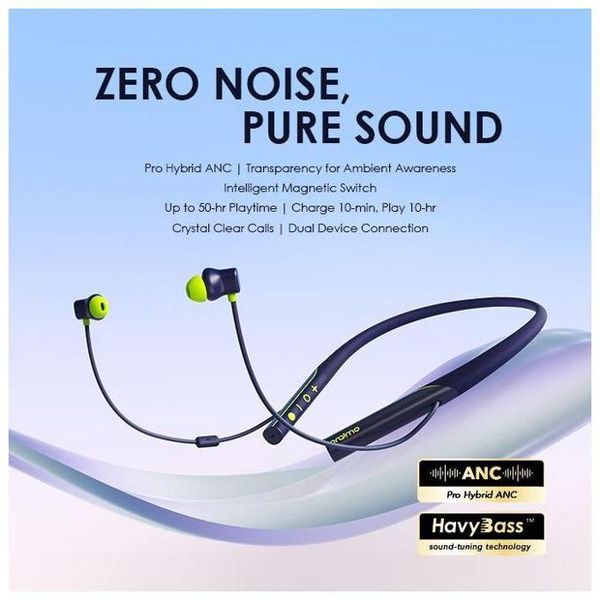 ZERO NOISE,
PURE SOUND
Pro Hybrid ANC | Transparency for Ambient Awareness
Intelligent Magnetic Switch
Up to 50-hr Playtime | Charge 10-min, Play 10-hr
Crystal Clear Calls | Dual Device Connection
oraimo
ANC
Pro Hybrid ANC
HavyBass™
sound-tuning technology